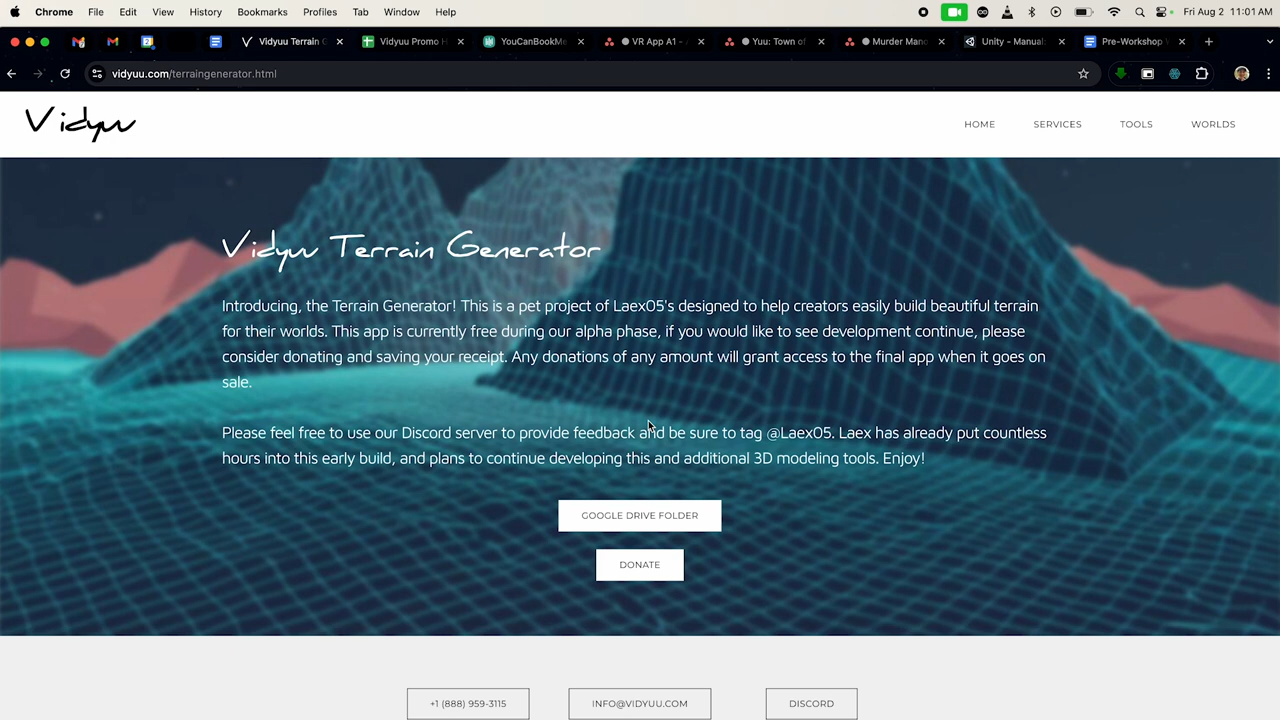 Chrome File Edit View History Bookmarks Profiles Tab Window Help Fri Aug 2 11:01 AM
Vidyuu Terrain G Vidyuu Promo H YouCanBookMe VR App A1 - Yuu: Town of Murder Mano Unity - Manual: Pre-Workshop
vidyuu.com/terraingenerator.html
Vidyuu
HOME SERVICES TOOLS WORLDS
Vidyuu Terrain Generator
Introducing, the Terrain Generator! This is a pet project of Laex05's designed to help creators easily build beautiful terrain
for their worlds. This app is currently free during our alpha phase, if you would like to see development continue, please
consider donating and saving your receipt. Any donations of any amount will grant access to the final app when it goes on
sale.
Please feel free to use our Discord server to provide feedback and be sure to tag @Laex05. Laex has already put countless
hours into this early build, and plans to continue developing this and additional 3D modeling tools. Enjoy!
GOOGLE DRIVE FOLDER
DONATE
+1 (888) 959-3115 INFO@VIDYUU.COM DISCORD